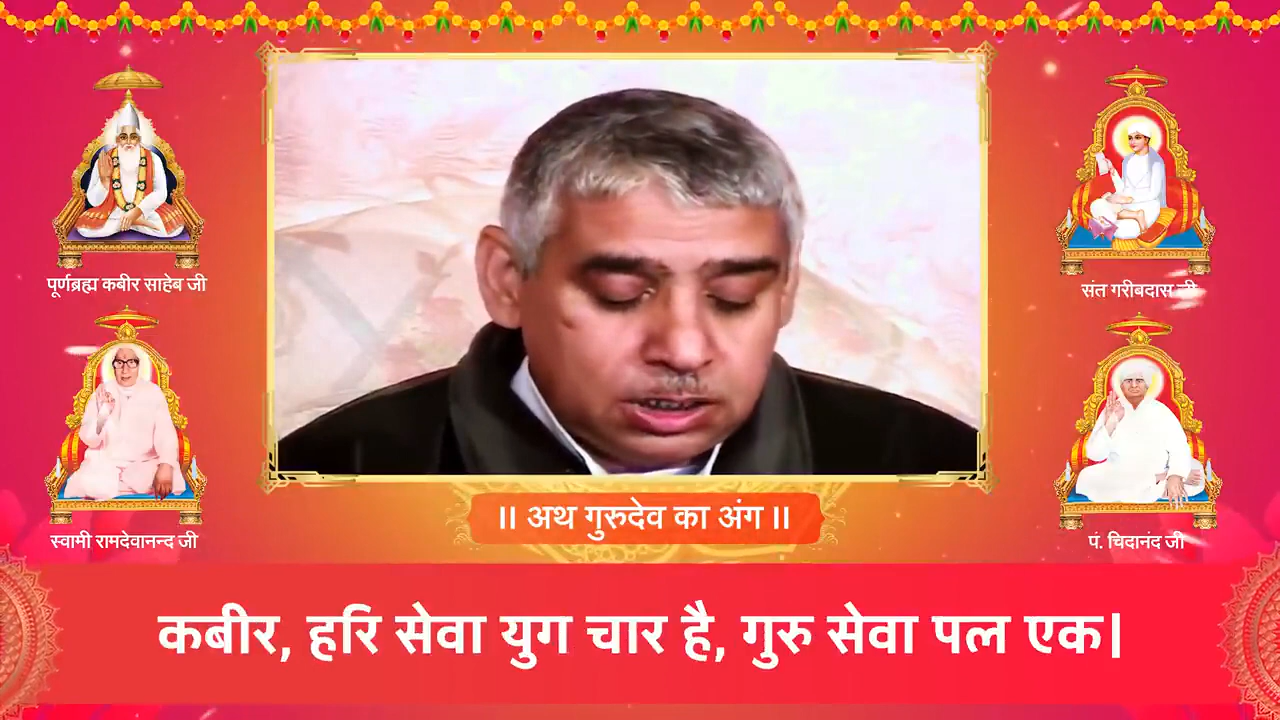 पूर्णब्रह्म कबीर साहेब जी
संत गरीबदास जी
स्वामी रामदेवानन्द जी
पं. चिदानंद जी
॥ अथ गुरुदेव का अंग ॥
कबीर, हरि सेवा युग चार है, गुरु सेवा पल एक|